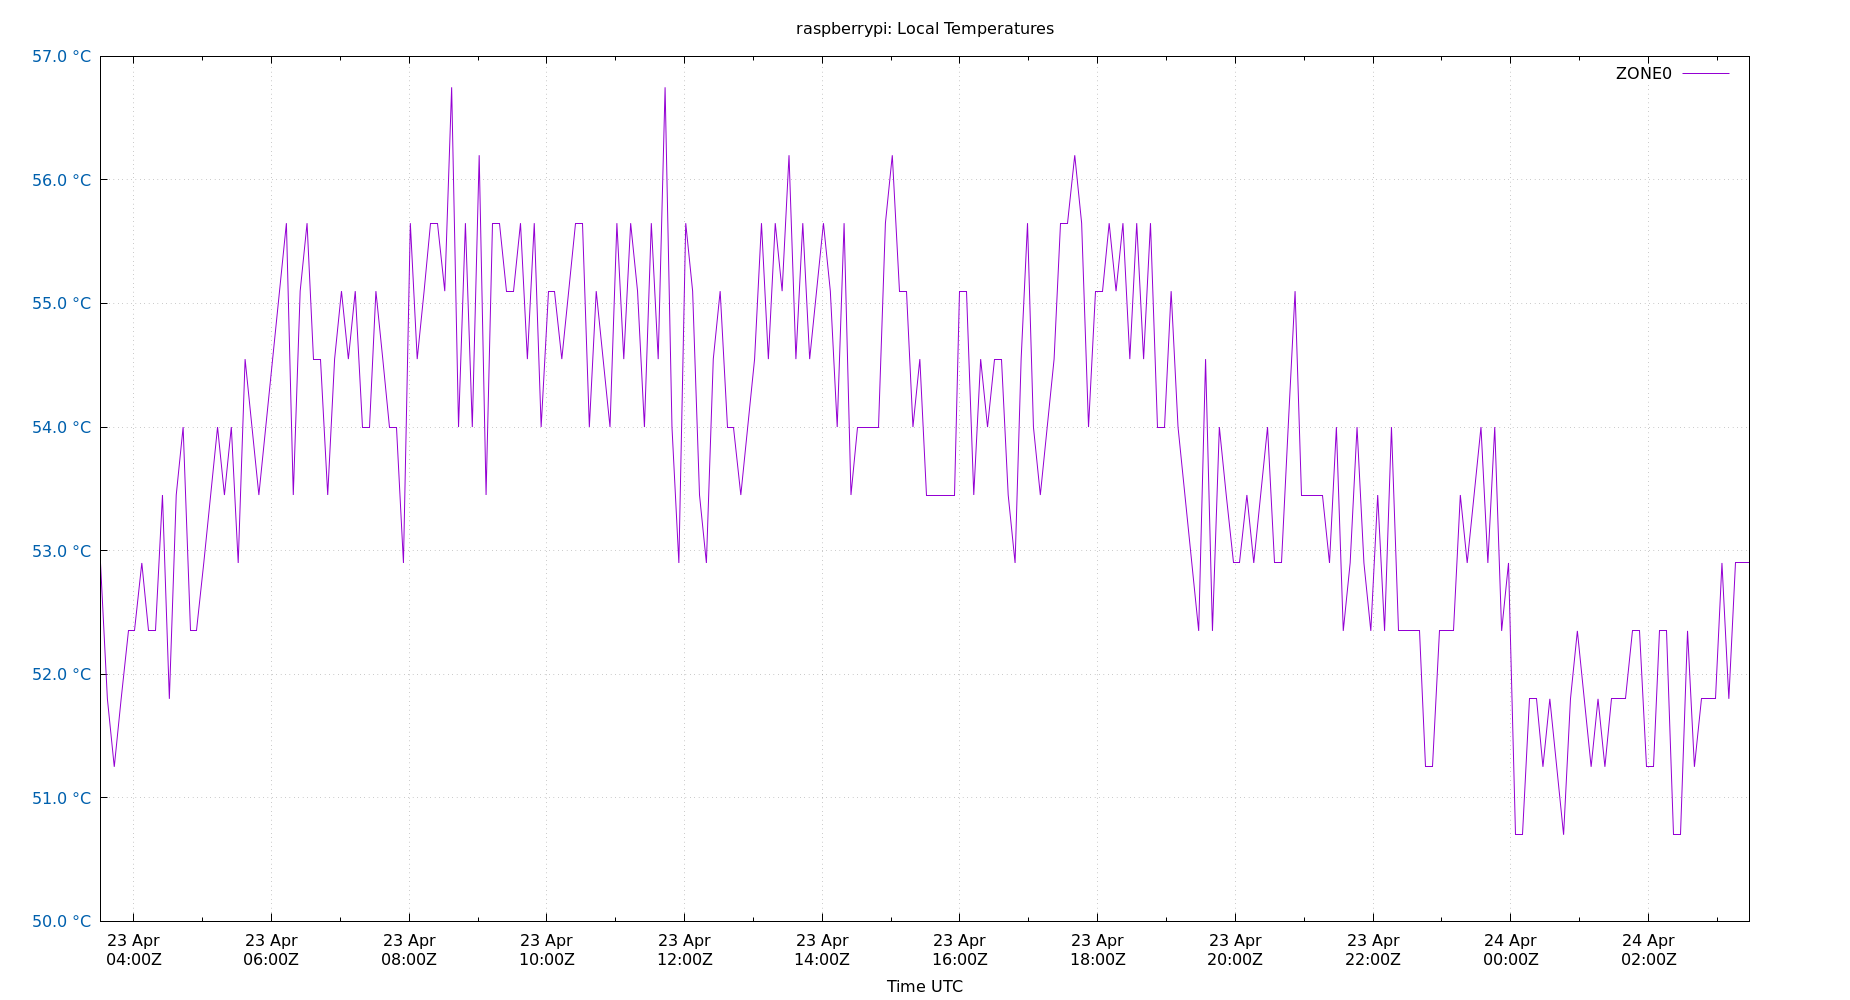 raspberrypi: Local Temperatures
57.0 °C
ZONE0
56.0 °C
55.0 °C
54.0 °C
53.0 °C
52.0 °C
51.0 °C
50.0 °C
23 Apr 23 Apr 23 Apr 23 Apr 23 Apr 23 Apr 23 Apr 23 Apr 23 Apr 23 Apr 24 Apr 24 Apr
04:00Z 06:00Z 08:00Z 10:00Z 12:00Z 14:00Z 16:00Z 18:00Z 20:00Z 22:00Z 00:00Z 02:00Z
Time UTC